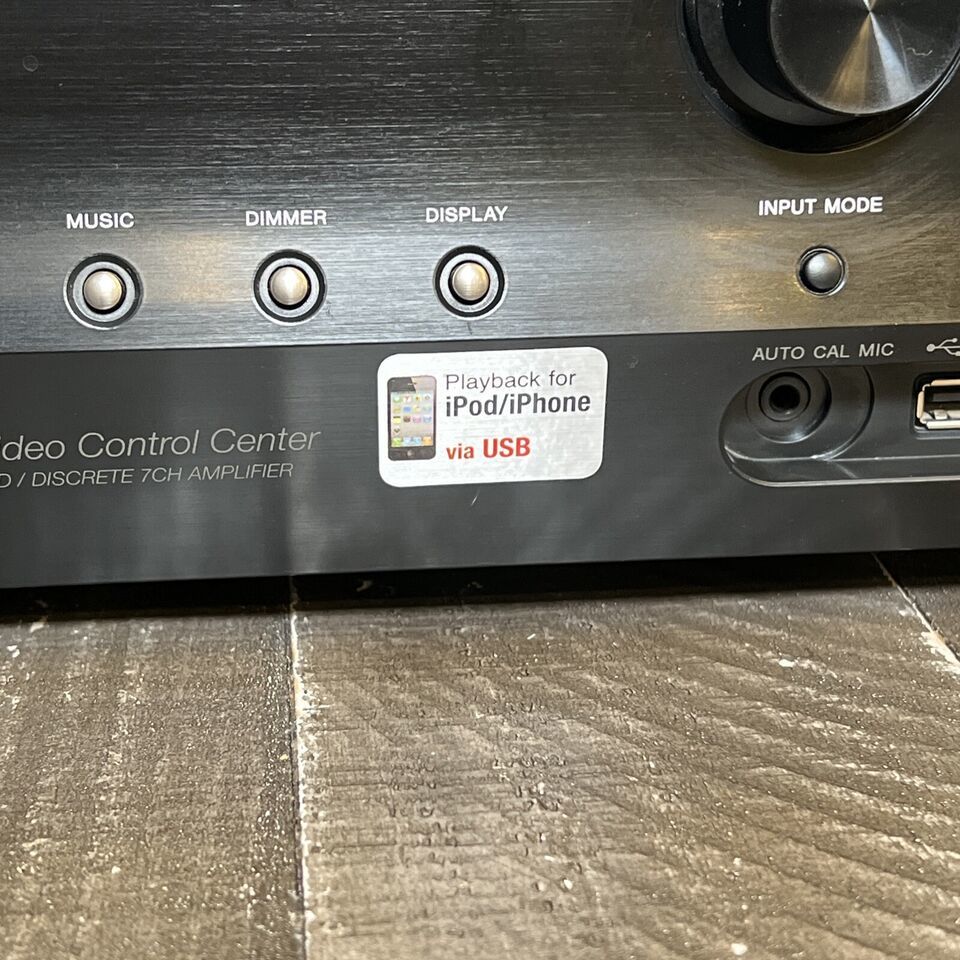 MUSIC
DIMMER
DISPLAY
INPUT MODE
AUTO CAL MIC
Playback for
iPod/iPhone
via USB
ideo Control Center
D / DISCRETE 7CH AMPLIFIER